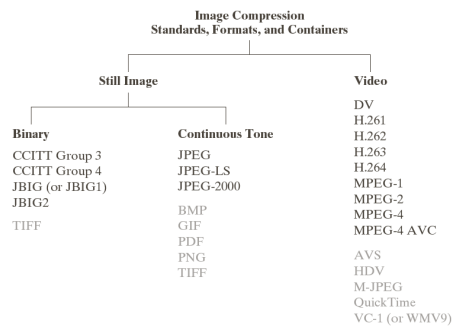 Image Compression
Standards, Formats, and Containers
Still Image
Video
Binary
CCITT Group 3
CCITT Group 4
JBIG (or JBIG1)
JBIG2
TIFF
Continuous Tone
JPEG
JPEG-LS
JPEG-2000
BMP
GIF
PDF
PNG
TIFF
DV
H.261
H.262
H.263
H.264
MPEG-1
MPEG-2
MPEG-4
MPEG-4 AVC
AVS
HDV
M-JPEG
QuickTime
VC-1 (or WMV9)